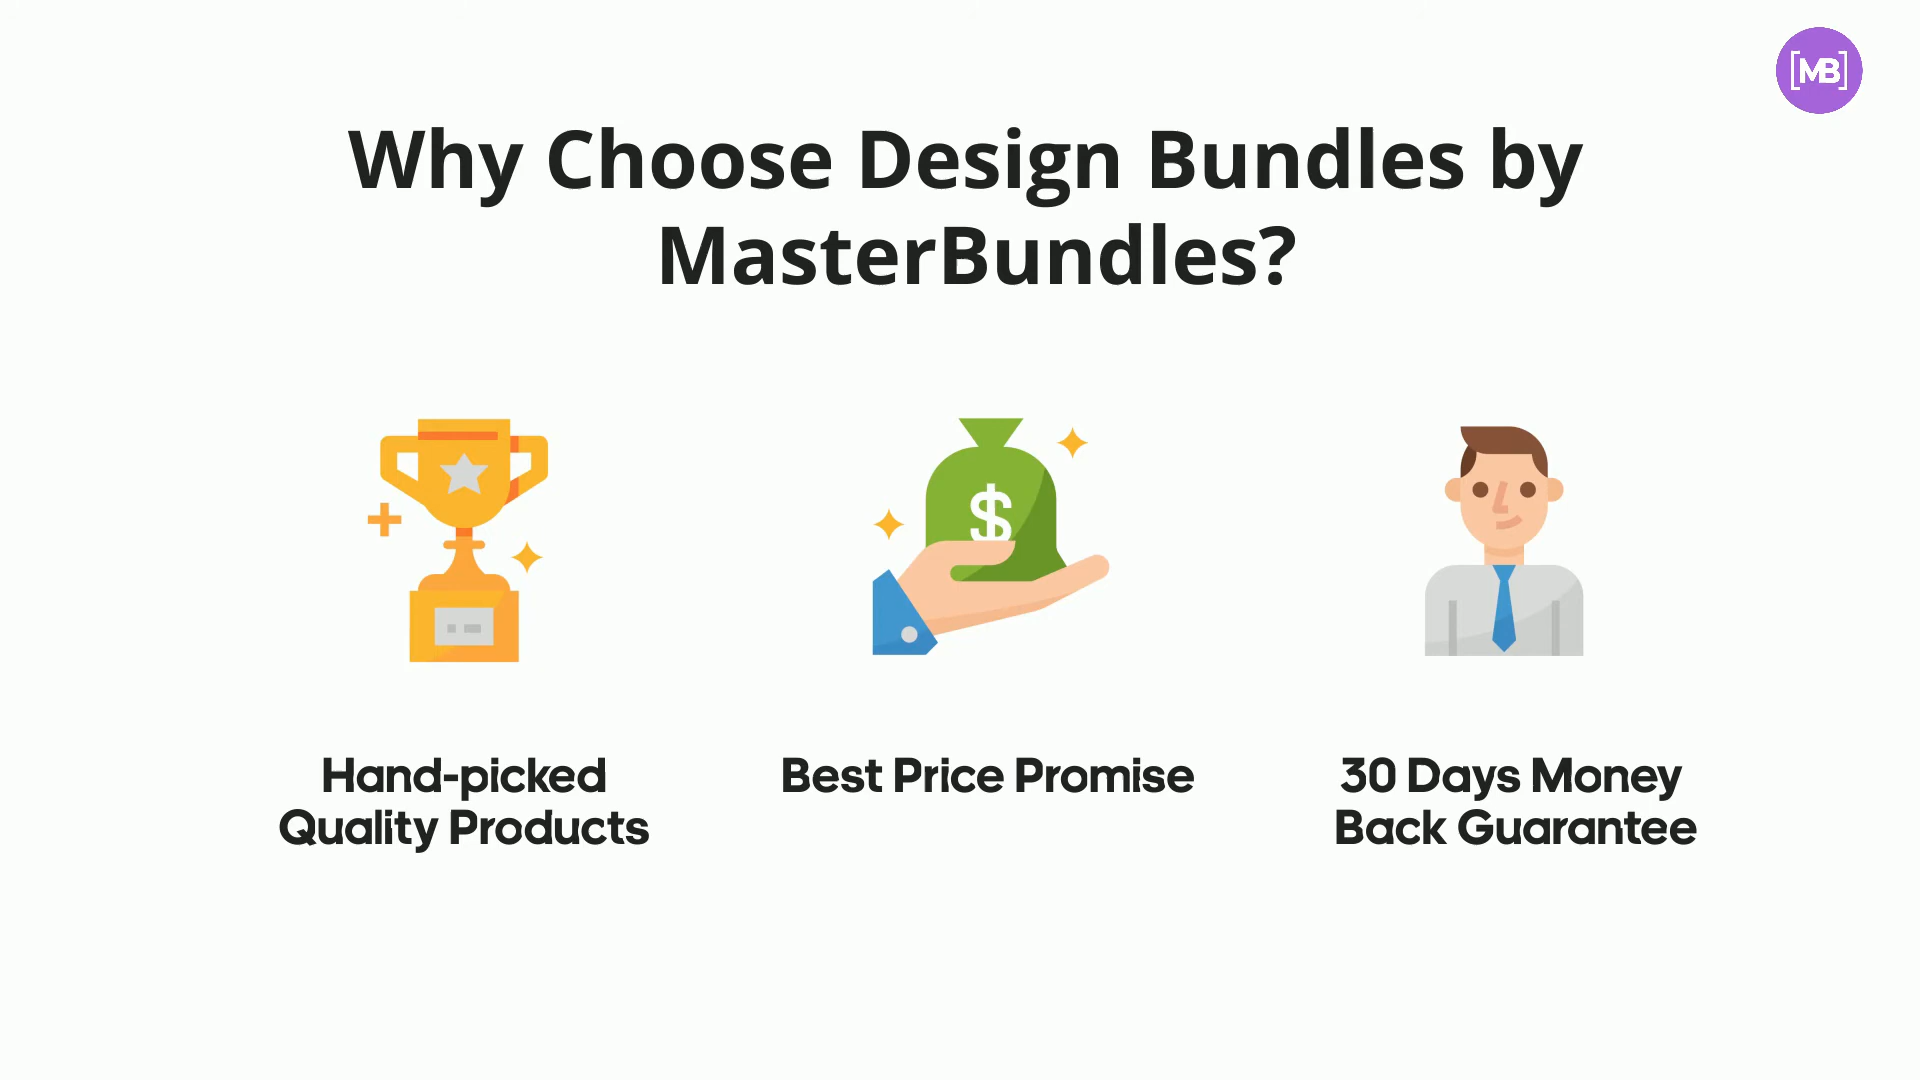 [MB]
Why Choose Design Bundles by
MasterBundles?
$
Hand-picked
Quality Products
Best Price Promise
30 Days Money
Back Guarantee